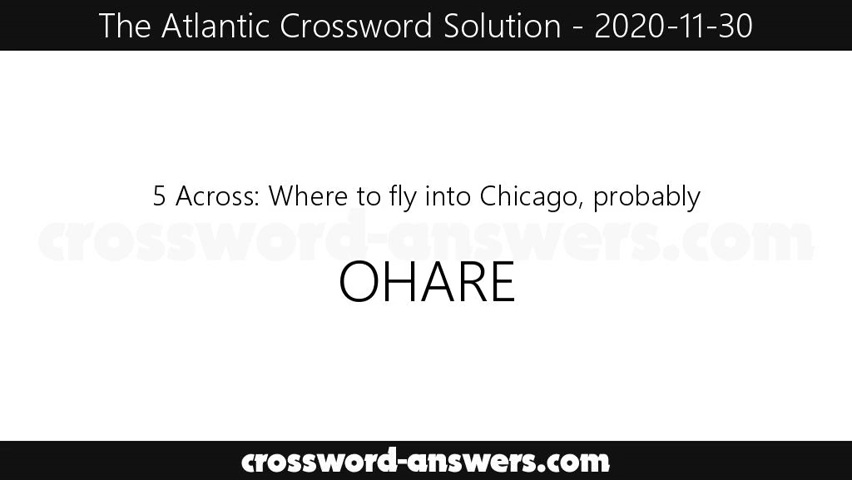 The Atlantic Crossword Solution - 2020-11-30
5 Across: Where to fly into Chicago, probably
crossword-answers.com
OHARE
crossword-answers.com